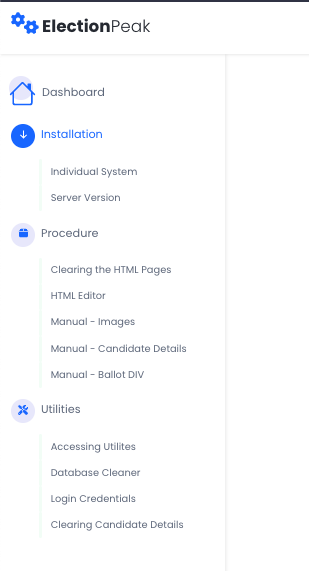 ElectionPeak
Dashboard
Installation
Individual System
Server Version
Procedure
Clearing the HTML Pages
HTML Editor
Manual - Images
Manual - Candidate Details
Manual - Ballot DIV
Utilities
Accessing Utilites
Database Cleaner
Login Credentials
Clearing Candidate Details